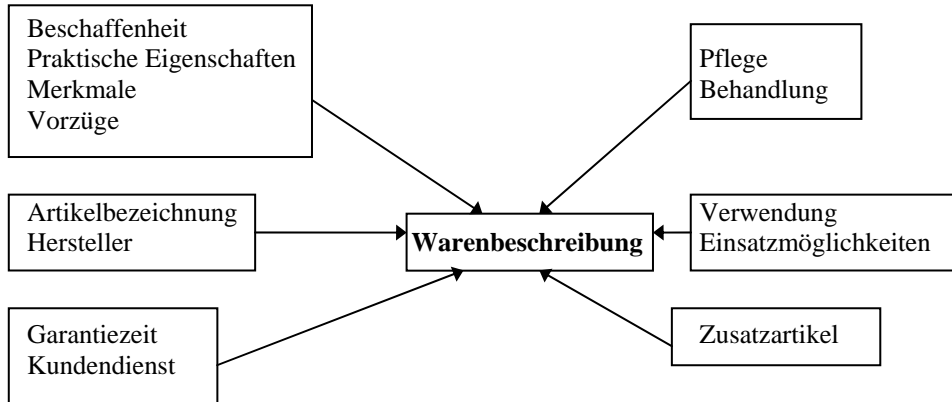 Beschaffenheit
Praktische Eigenschaften
Merkmale
Vorzüge
Pflege
Behandlung
Artikelbezeichnung
Hersteller
Warenbeschreibung
Verwendung
Einsatzmöglichkeiten
Garantiezeit
Kundendienst
Zusatzartikel